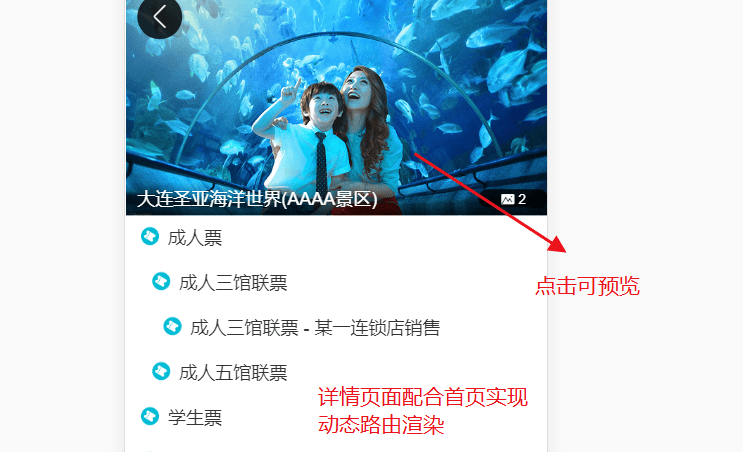 大连圣亚海洋世界(AAAA景区)
2
成人票
点击可预览
成人三馆联票
成人三馆联票 - 某一连锁店销售
成人五馆联票
详情页面配合首页实现
动态路由渲染
学生票